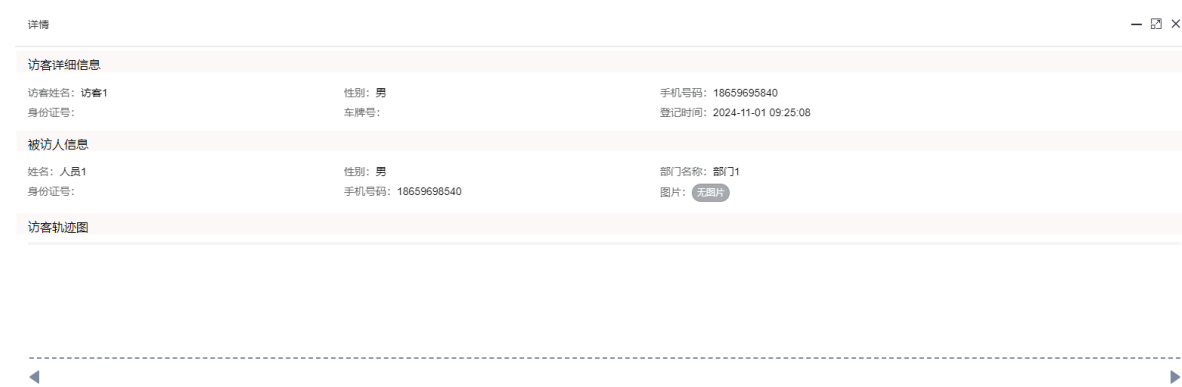 详情
访客详细信息
访客姓名：访客1 性别：男 手机号码：18659695840
身份证号： 车牌号： 登记时间：2024-11-01 09:25:08
被访人信息
姓名：人员1 性别：男 部门名称：部门1
身份证号： 手机号码：18659698540 图片：无图片
访客轨迹图